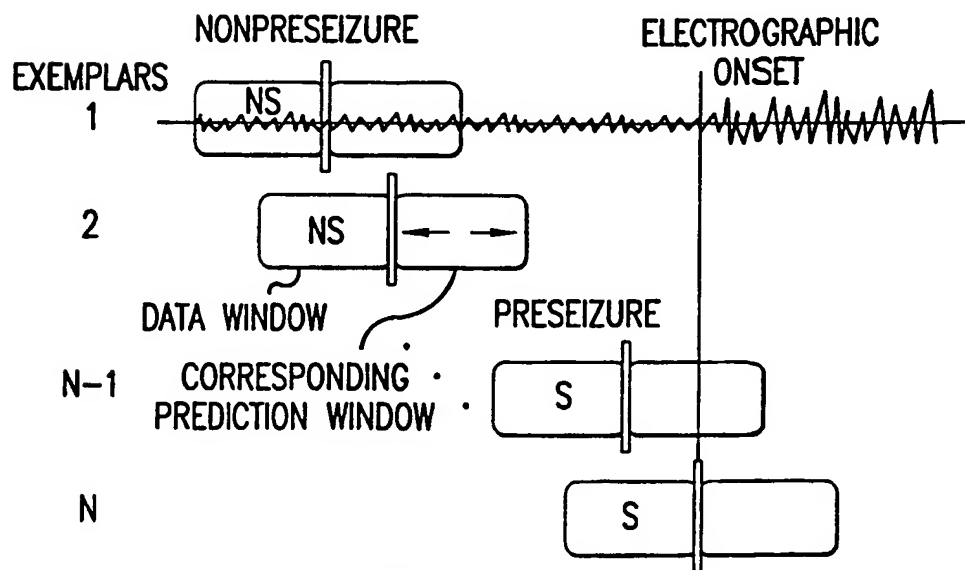 NONPRESEIZURE
ELECTROGRAPHIC
ONSET
EXEMPLARS
1
NS
2
NS
DATA WINDOW
PRESEIZURE
N-1
CORRESPONDING
PREDICTION WINDOW
S
N
S